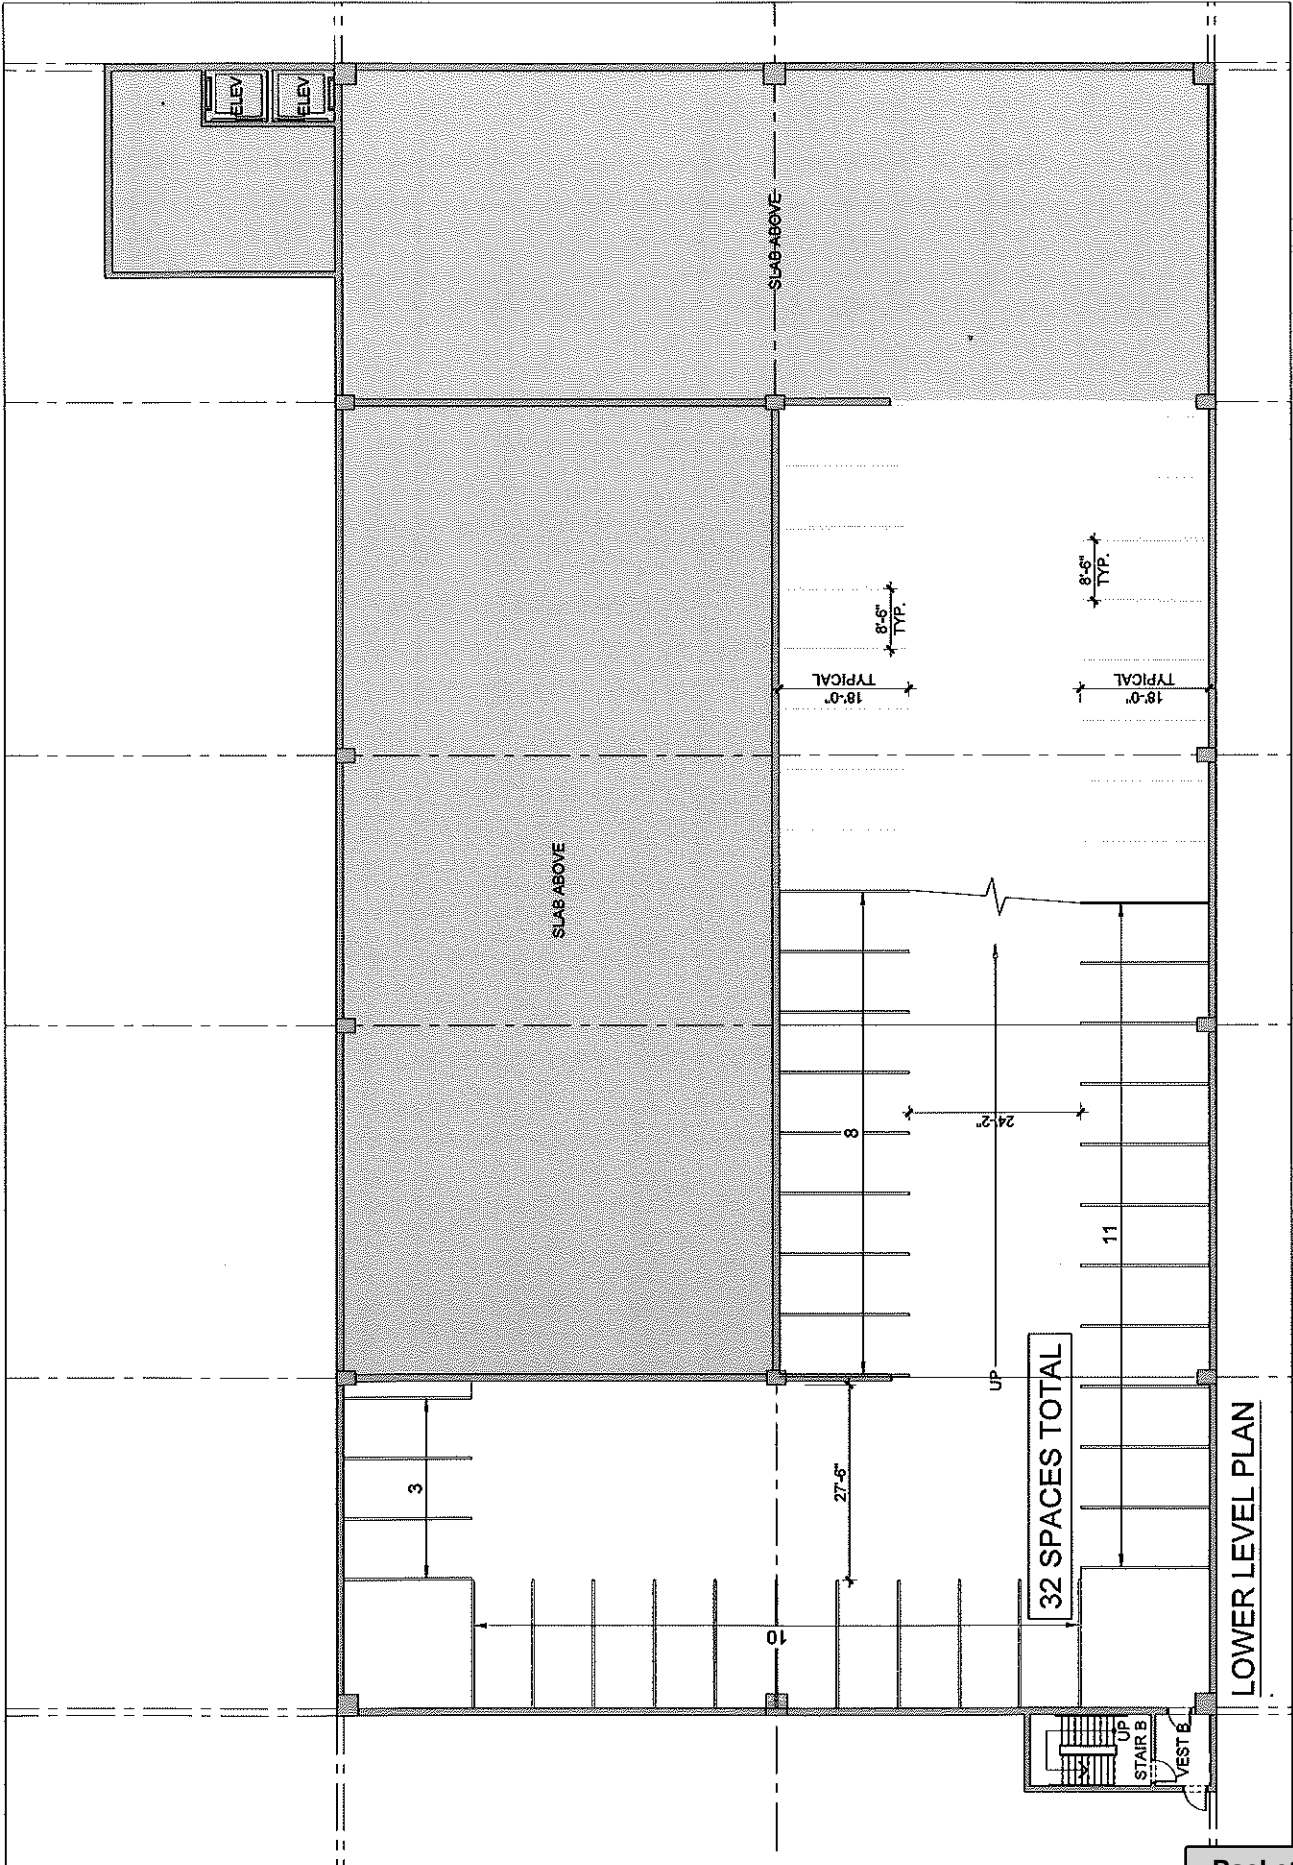 ELEV
ELEV
SLAB ABOVE
SLAB ABOVE
8'-6"
TYP.
8'-6"
TYP.
18'-0"
TYPICAL
18'-0"
TYPICAL
8
24'-2"
11
UP
3
27'-6"
10
32 SPACES TOTAL
UP
STAIR B
VEST B
LOWER LEVEL PLAN